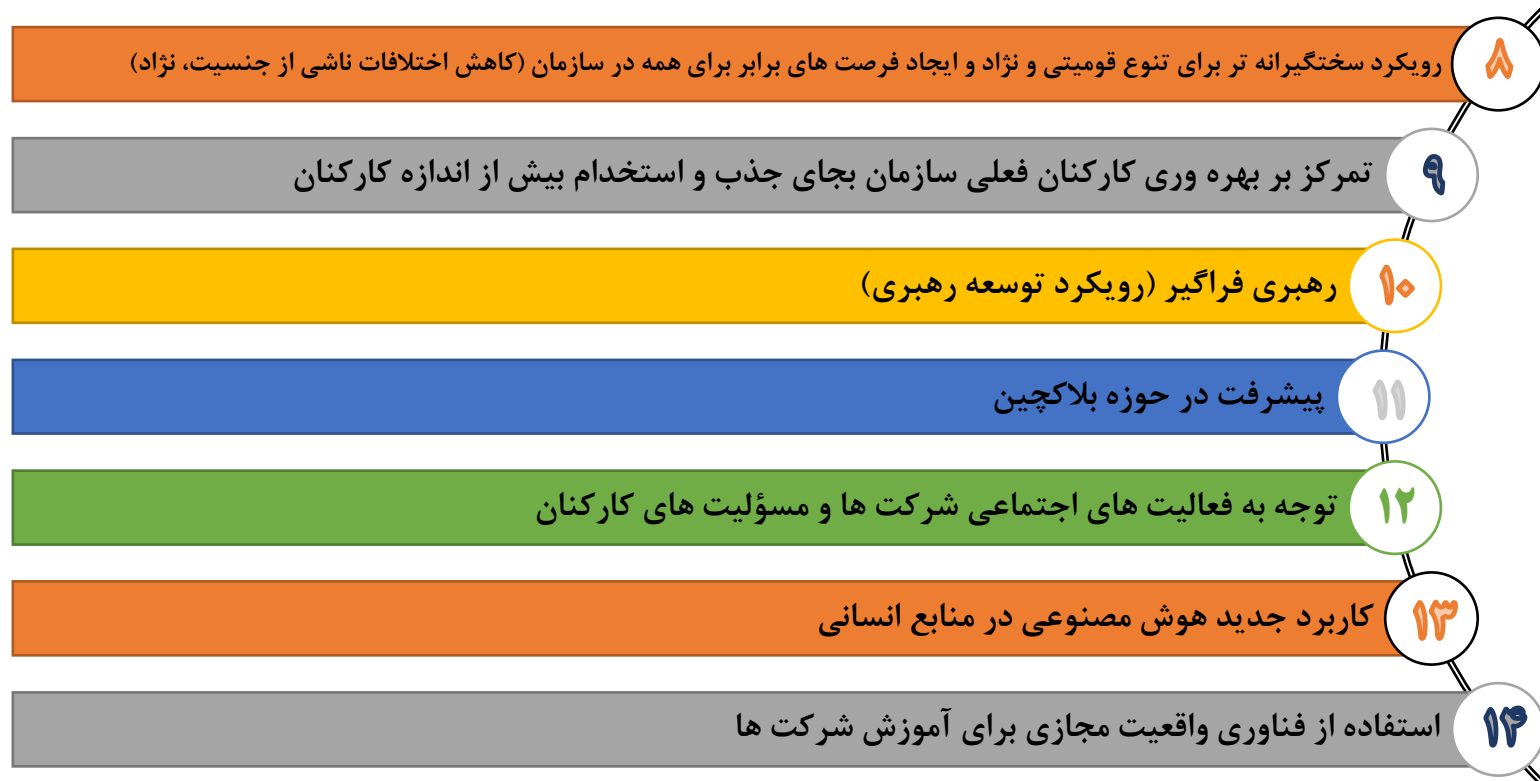 ۸ رویکرد سختگیرانه تر برای تنوع قومیتی و نژاد و ایجاد فرصت های برابر برای همه در سازمان (کاهش اختلافات ناشی از جنسیت، نژاد)
۹ تمرکز بر بهره وری کارکنان فعلی سازمان بجای جذب و استخدام بیش از اندازه کارکنان
۱۰ رهبری فراگیر (رویکرد توسعه رهبری)
۱۱ پیشرفت در حوزه بلاکچین
۱۲ توجه به فعالیت های اجتماعی شرکت ها و مسؤلیت های کارکنان
۱۳ کاربرد جدید هوش مصنوعی در منابع انسانی
۱۴ استفاده از فناوری واقعیت مجازی برای آموزش شرکت ها